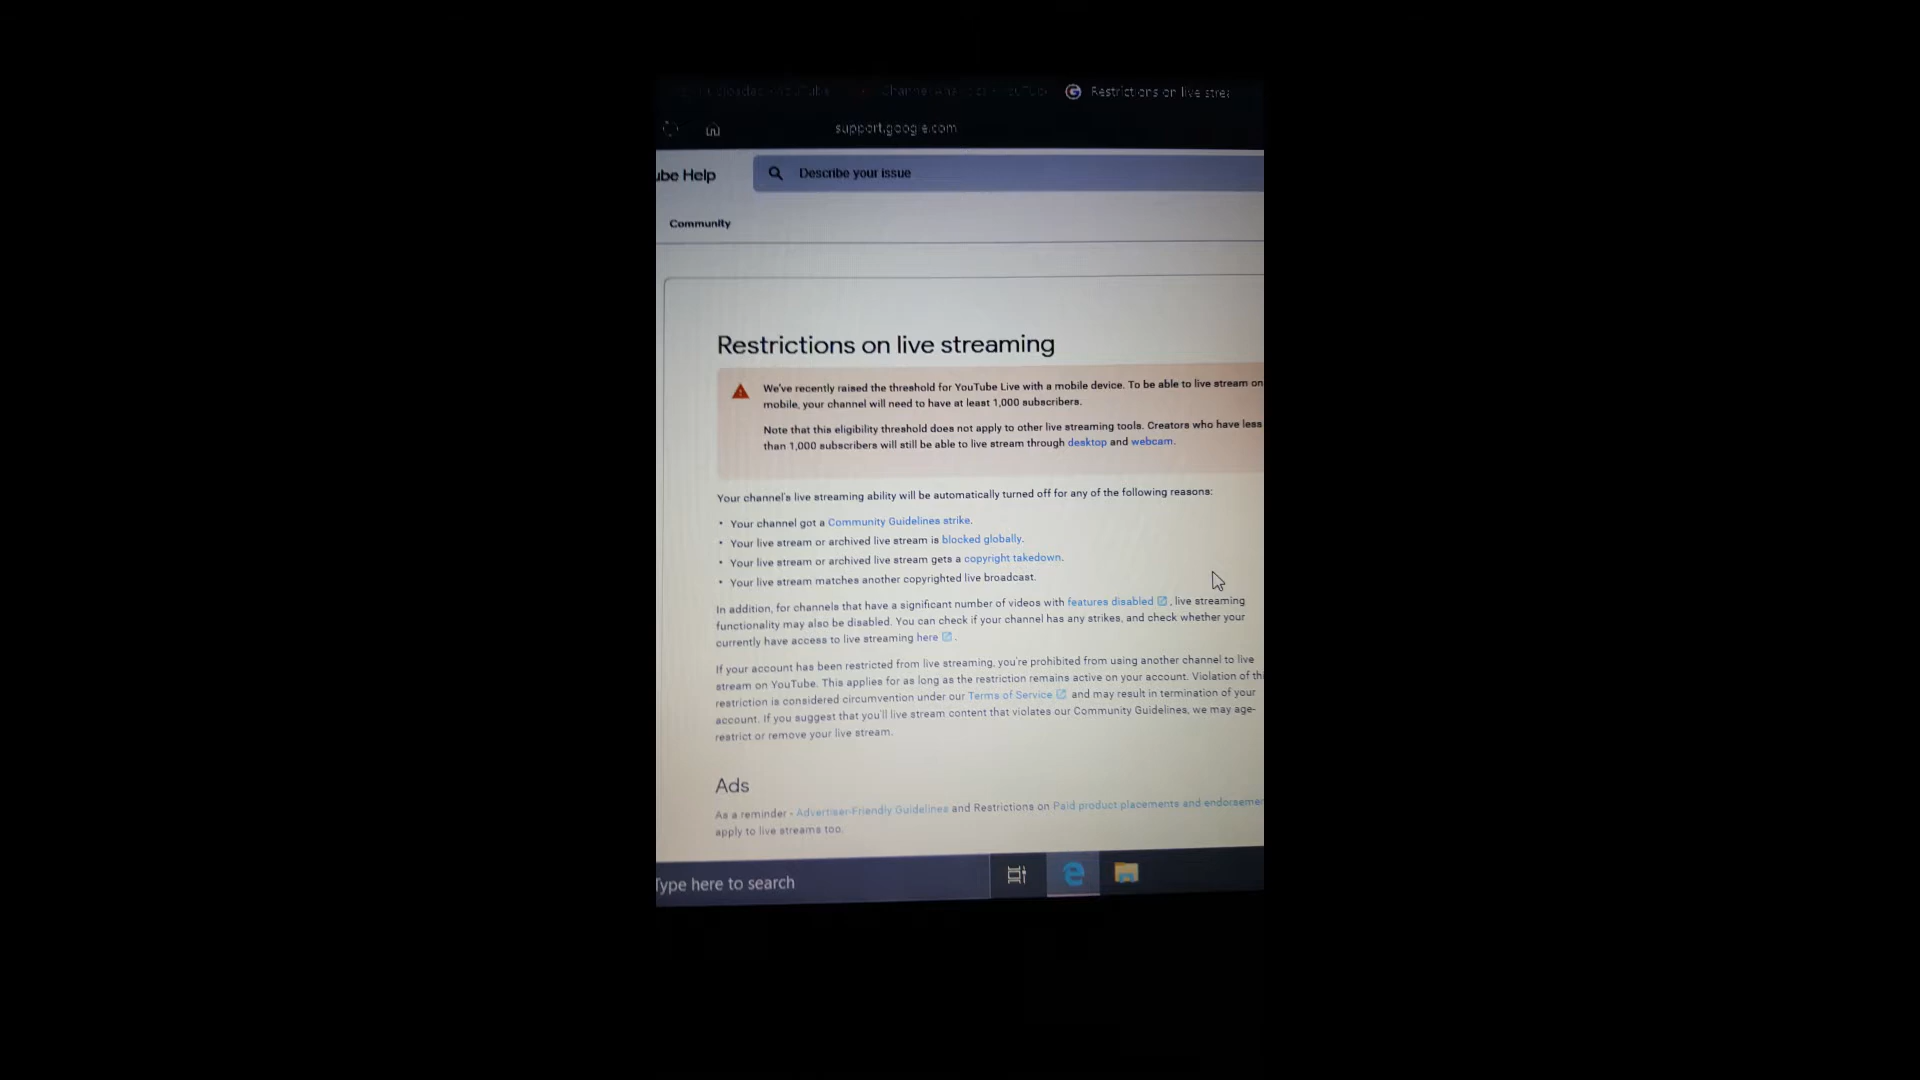 Restrictions on live strea
support.google.com
ube Help
Describe your issue
Community
Restrictions on live streaming
We've recently raised the threshold for YouTube Live with a mobile device. To be able to live stream on
mobile, your channel will need to have at least 1,000 subscribers.
Note that this eligibility threshold does not apply to other live streaming tools. Creators who have less
than 1,000 subscribers will still be able to live stream through desktop and webcam.
Your channel's live streaming ability will be automatically turned off for any of the following reasons:
• Your channel got a Community Guidelines strike.
• Your live stream or archived live stream is blocked globally.
• Your live stream or archived live stream gets a copyright takedown.
• Your live stream matches another copyrighted live broadcast.
In addition, for channels that have a significant number of videos with features disabled, live streaming
functionality may also be disabled. You can check if your channel has any strikes, and check whether your
currently have access to live streaming here.
If your account has been restricted from live streaming, you're prohibited from using another channel to live
stream on YouTube. This applies for as long as the restriction remains active on your account. Violation of thi
restriction is considered circumvention under our Terms of Service and may result in termination of your
account. If you suggest that you'll live stream content that violates our Community Guidelines, we may age-
restrict or remove your live stream.
Ads
As a reminder - Advertiser-Friendly Guidelines and Restrictions on Paid product placements and endorsemen
apply to live streams too.
Type here to search